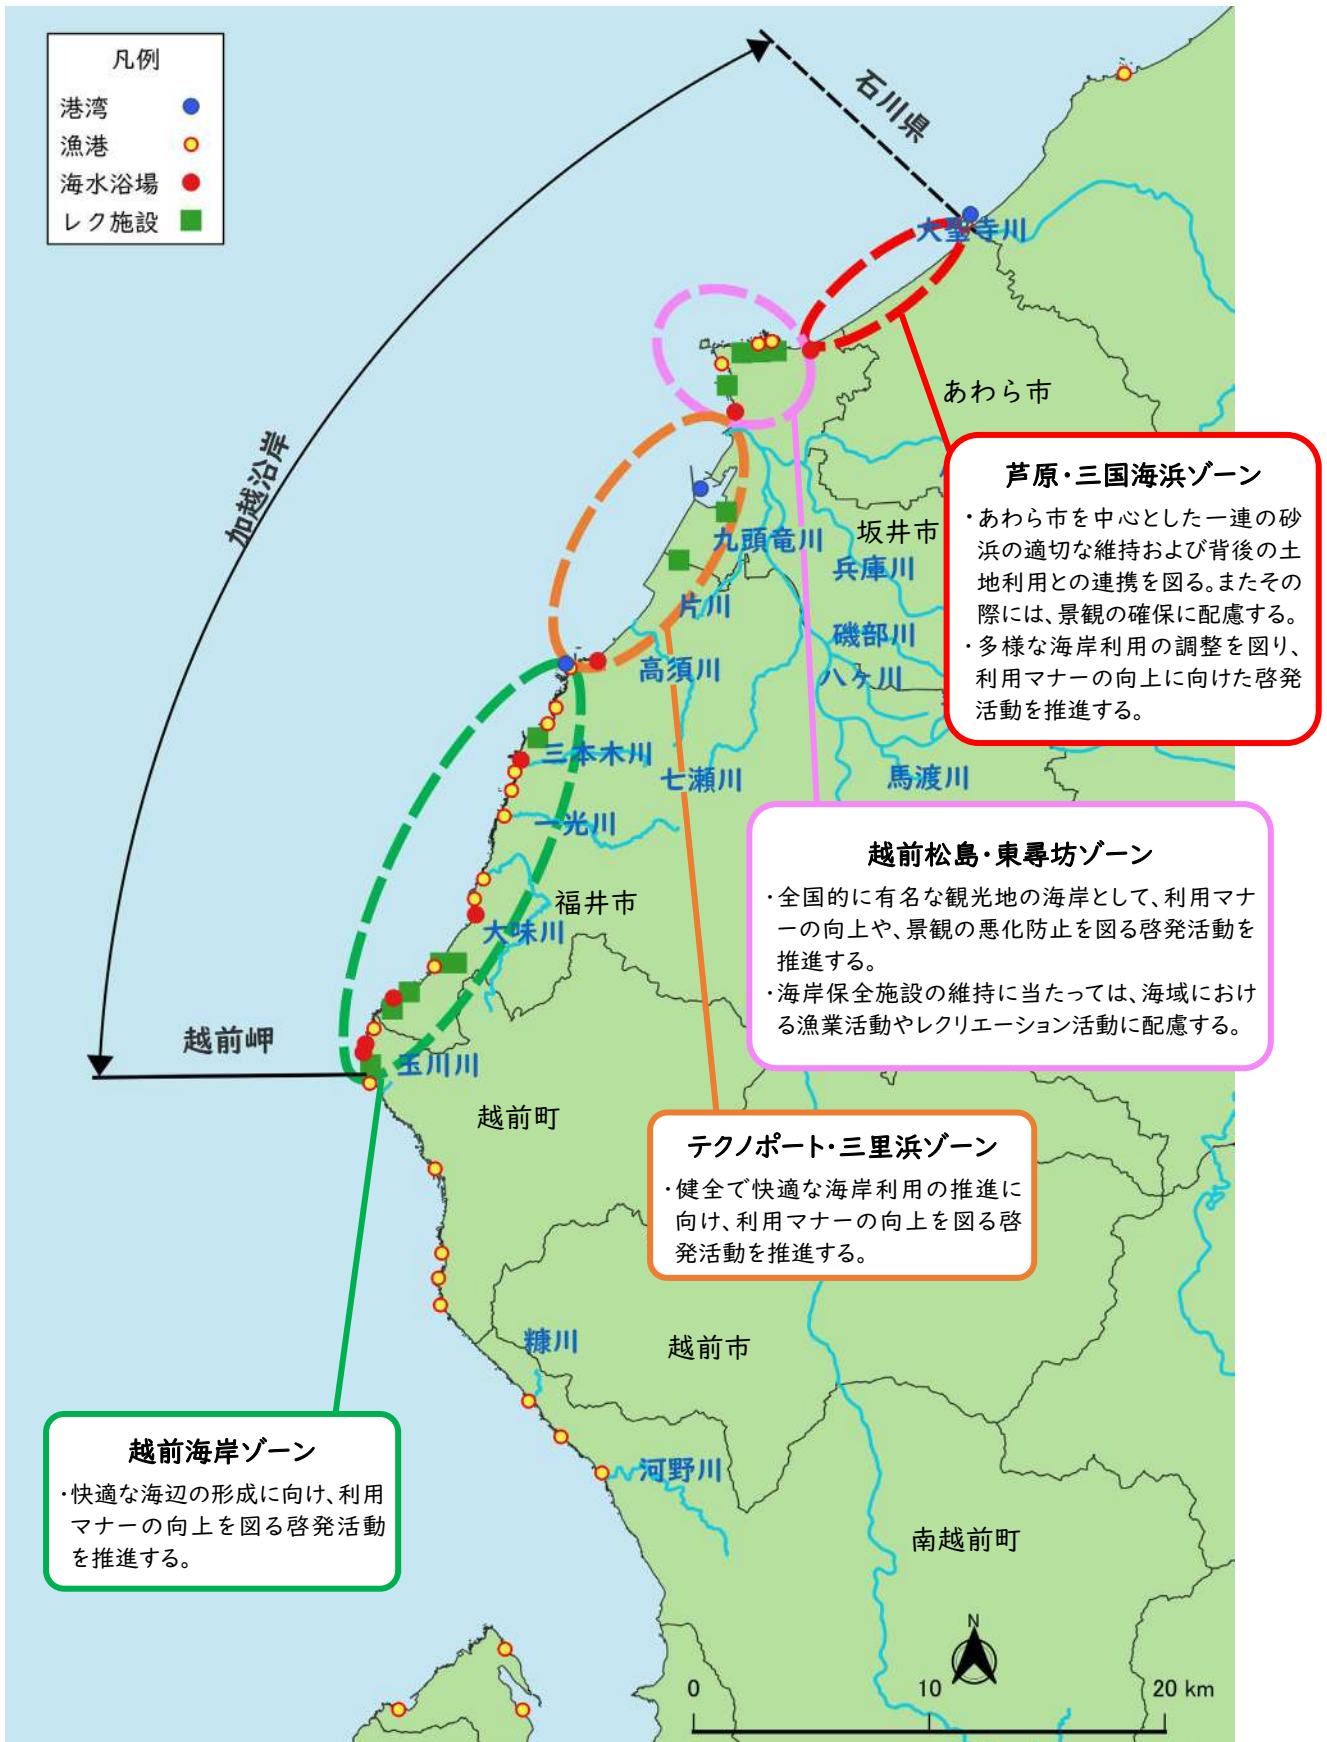 凡例
港湾
漁港
海水浴場
レク施設
石川県
大聖寺川
加越沿岸
あわら市
芦原・三国海浜ゾーン
・あわら市を中心とした一連の砂
浜の適切な維持および背後の土
地利用との連携を図る。またその
際には、景観の確保に配慮する。
・多様な海岸利用の調整を図り、
利用マナーの向上に向けた啓発
活動を推進する。
坂井市
九頭竜川
兵庫川
片川
磯部川
高須川
八ヶ川
三本木川
七瀬川
馬渡川
一光川
越前松島・東尋坊ゾーン
・全国的に有名な観光地の海岸として、利用マナ
ーの向上や、景観の悪化防止を図る啓発活動を
推進する。
・海岸保全施設の維持に当たっては、海域におけ
る漁業活動やレクリエーション活動に配慮する。
福井市
大味川
越前岬
玉川川
越前町
テクノポート・三里浜ゾーン
・健全で快適な海岸利用の推進に
向け、利用マナーの向上を図る啓
発活動を推進する。
糠川
越前市
越前海岸ゾーン
・快適な海辺の形成に向け、利用
マナーの向上を図る啓発活動
を推進する。
河野川
南越前町
N
0 10 20 km